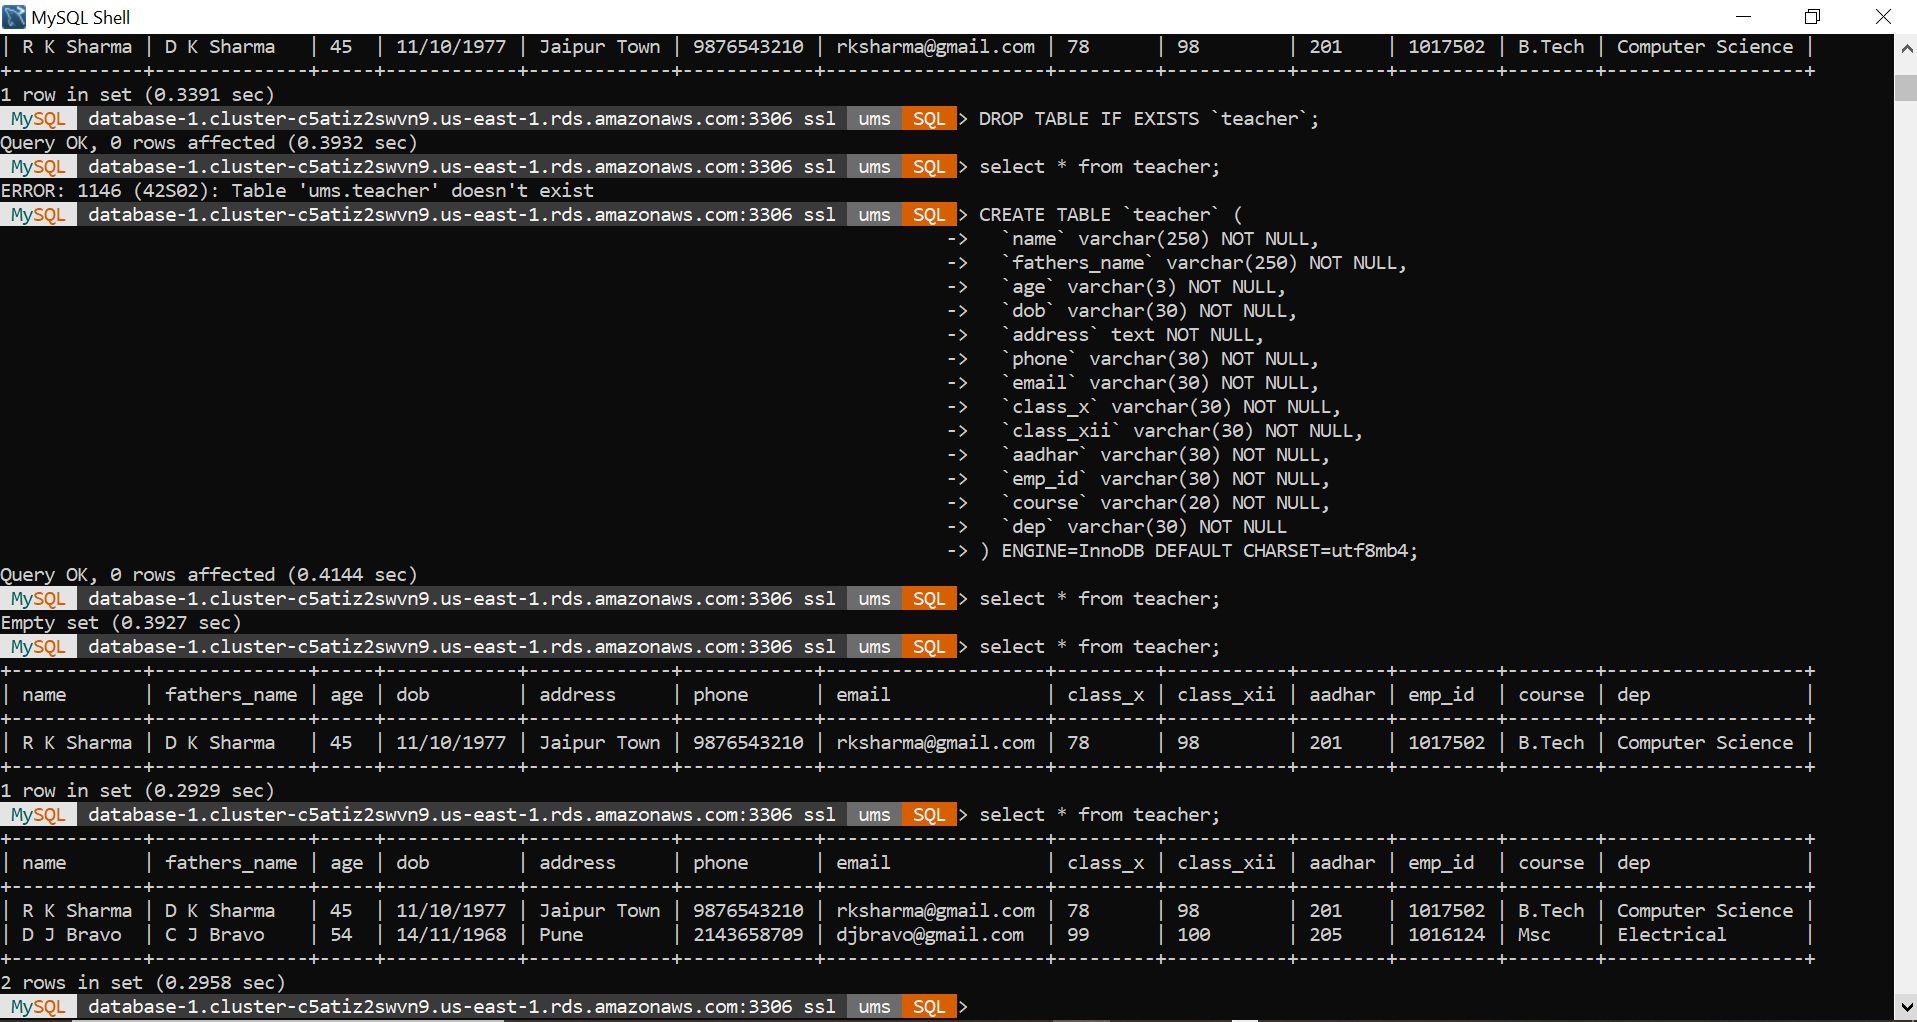 MySQL Shell
| R K Sharma | D K Sharma   | 45  | 11/10/1977 | Jaipur Town | 9876543210 | rksharma@gmail.com | 78      | 98        | 201    | 1017502 | B.Tech | Computer Science |
+------------+--------------+-----+------------+-------------+------------+--------------------+---------+-----------+--------+---------+--------+------------------+
1 row in set (0.3391 sec)
 MySQL  database-1.cluster-c5atiz2swvn9.us-east-1.rds.amazonaws.com:3306 ssl  ums  SQL > DROP TABLE IF EXISTS `teacher`;
Query OK, 0 rows affected (0.3932 sec)
 MySQL  database-1.cluster-c5atiz2swvn9.us-east-1.rds.amazonaws.com:3306 ssl  ums  SQL > select * from teacher;
ERROR: 1146 (42S02): Table 'ums.teacher' doesn't exist
 MySQL  database-1.cluster-c5atiz2swvn9.us-east-1.rds.amazonaws.com:3306 ssl  ums  SQL > CREATE TABLE `teacher` (
->   `name` varchar(250) NOT NULL,
->   `fathers_name` varchar(250) NOT NULL,
->   `age` varchar(3) NOT NULL,
->   `dob` varchar(30) NOT NULL,
->   `address` text NOT NULL,
->   `phone` varchar(30) NOT NULL,
->   `email` varchar(30) NOT NULL,
->   `class_x` varchar(30) NOT NULL,
->   `class_xii` varchar(30) NOT NULL,
->   `aadhar` varchar(30) NOT NULL,
->   `emp_id` varchar(30) NOT NULL,
->   `course` varchar(20) NOT NULL,
->   `dep` varchar(30) NOT NULL
-> ) ENGINE=InnoDB DEFAULT CHARSET=utf8mb4;
Query OK, 0 rows affected (0.4144 sec)
 MySQL  database-1.cluster-c5atiz2swvn9.us-east-1.rds.amazonaws.com:3306 ssl  ums  SQL > select * from teacher;
Empty set (0.3927 sec)
 MySQL  database-1.cluster-c5atiz2swvn9.us-east-1.rds.amazonaws.com:3306 ssl  ums  SQL > select * from teacher;
+------------+--------------+-----+------------+-------------+------------+--------------------+---------+-----------+--------+---------+--------+------------------+
| name       | fathers_name | age | dob        | address     | phone      | email              | class_x | class_xii | aadhar | emp_id  | course | dep              |
+------------+--------------+-----+------------+-------------+------------+--------------------+---------+-----------+--------+---------+--------+------------------+
| R K Sharma | D K Sharma   | 45  | 11/10/1977 | Jaipur Town | 9876543210 | rksharma@gmail.com | 78      | 98        | 201    | 1017502 | B.Tech | Computer Science |
+------------+--------------+-----+------------+-------------+------------+--------------------+---------+-----------+--------+---------+--------+------------------+
1 row in set (0.2929 sec)
 MySQL  database-1.cluster-c5atiz2swvn9.us-east-1.rds.amazonaws.com:3306 ssl  ums  SQL > select * from teacher;
+------------+--------------+-----+------------+-------------+------------+--------------------+---------+-----------+--------+---------+--------+------------------+
| name       | fathers_name | age | dob        | address     | phone      | email              | class_x | class_xii | aadhar | emp_id  | course | dep              |
+------------+--------------+-----+------------+-------------+------------+--------------------+---------+-----------+--------+---------+--------+------------------+
| R K Sharma | D K Sharma   | 45  | 11/10/1977 | Jaipur Town | 9876543210 | rksharma@gmail.com | 78      | 98        | 201    | 1017502 | B.Tech | Computer Science |
| D J Bravo  | C J Bravo    | 54  | 14/11/1968 | Pune        | 2143658709 | djbravo@gmail.com  | 99      | 100       | 205    | 1016124 | Msc    | Electrical       |
+------------+--------------+-----+------------+-------------+------------+--------------------+---------+-----------+--------+---------+--------+------------------+
2 rows in set (0.2958 sec)
 MySQL  database-1.cluster-c5atiz2swvn9.us-east-1.rds.amazonaws.com:3306 ssl  ums  SQL >